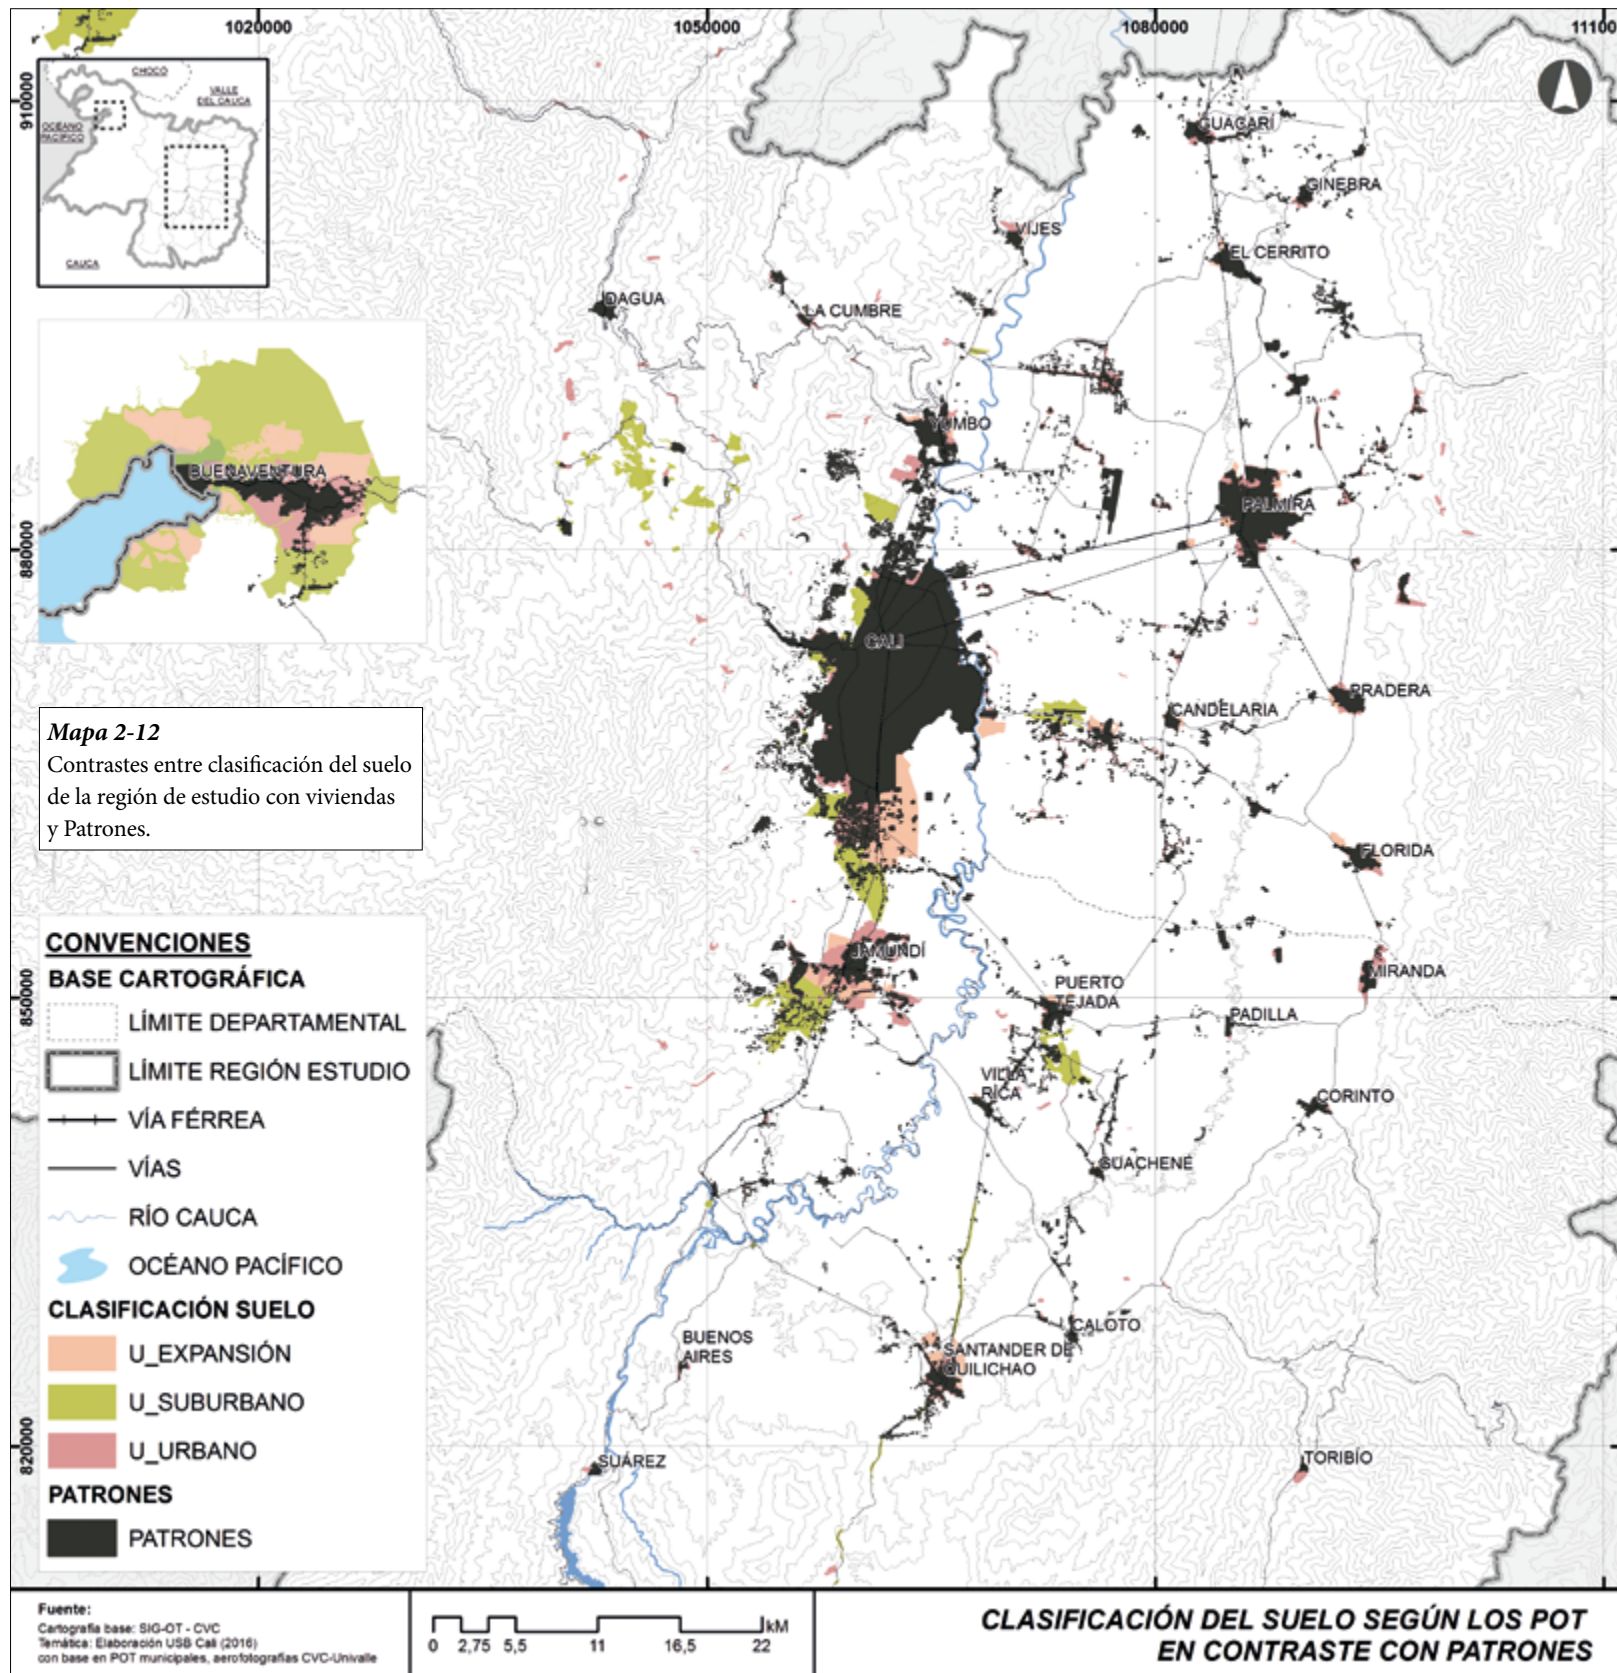 1020000
1050000
1080000
11100
910000
880000
850000
820000
CHOCÓ
VALLE
DEL CAUCA
OCÉANO
PACÍFICO
CAUCA
BUENAVENTURA
Mapa 2-12
Contrastes entre clasificación del suelo
de la región de estudio con viviendas
y Patrones.
GUACARÍ
GINEBRA
VIJES
EL CERRITO
DAGUA
LA CUMBRE
YUMBO
PALMIRA
CALI
PRADERA
CANDELARIA
FLORIDA
JAMUNDÍ
MIRANDA
PUERTO
TEJADA
PADILLA
VILLA
RICA
CORINTO
GUACHENÉ
CALOTO
BUENOS
AIRES
SANTANDER DE
QUILICHAO
SUÁREZ
TORIBÍO
CONVENCIONES
BASE CARTOGRÁFICA
LÍMITE DEPARTAMENTAL
LÍMITE REGIÓN ESTUDIO
VÍA FÉRREA
VÍAS
RÍO CAUCA
OCÉANO PACÍFICO
CLASIFICACIÓN SUELO
U_EXPANSIÓN
U_SUBURBANO
U_URBANO
PATRONES
PATRONES
Fuente:
Cartografía base: SIG-OT - CVC
Temática: Elaboración USB Cali (2016)
con base en POT municipales, aerofotografías CVC-Univalle
kM
0 2,75 5,5 11 16,5 22
CLASIFICACIÓN DEL SUELO SEGÚN LOS POT
EN CONTRASTE CON PATRONES